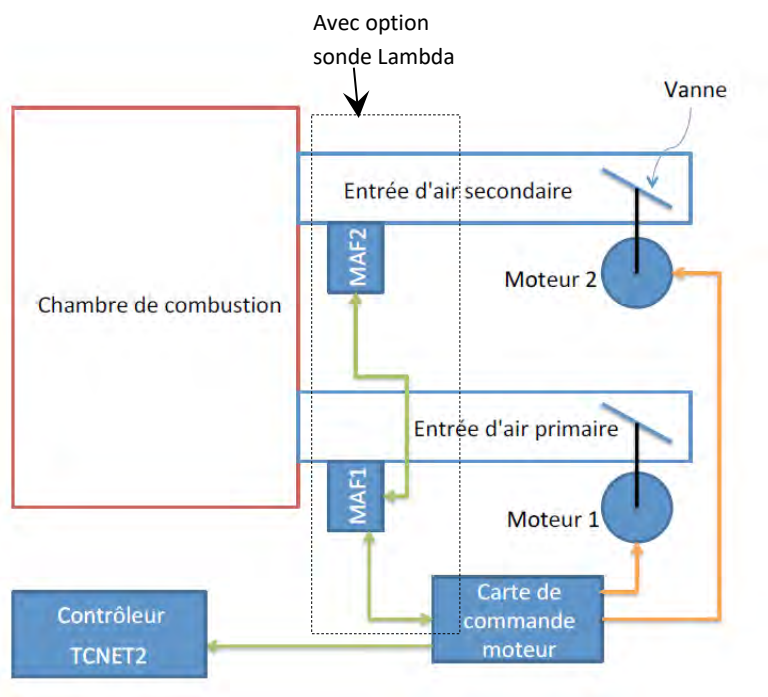 Avec option
sonde Lambda
Vanne
Entrée d'air secondaire
MAF2
Moteur 2
Chambre de combustion
Entrée d'air primaire
MAF1
Moteur 1
Carte de
commande
moteur
Contrôleur
TCNET2